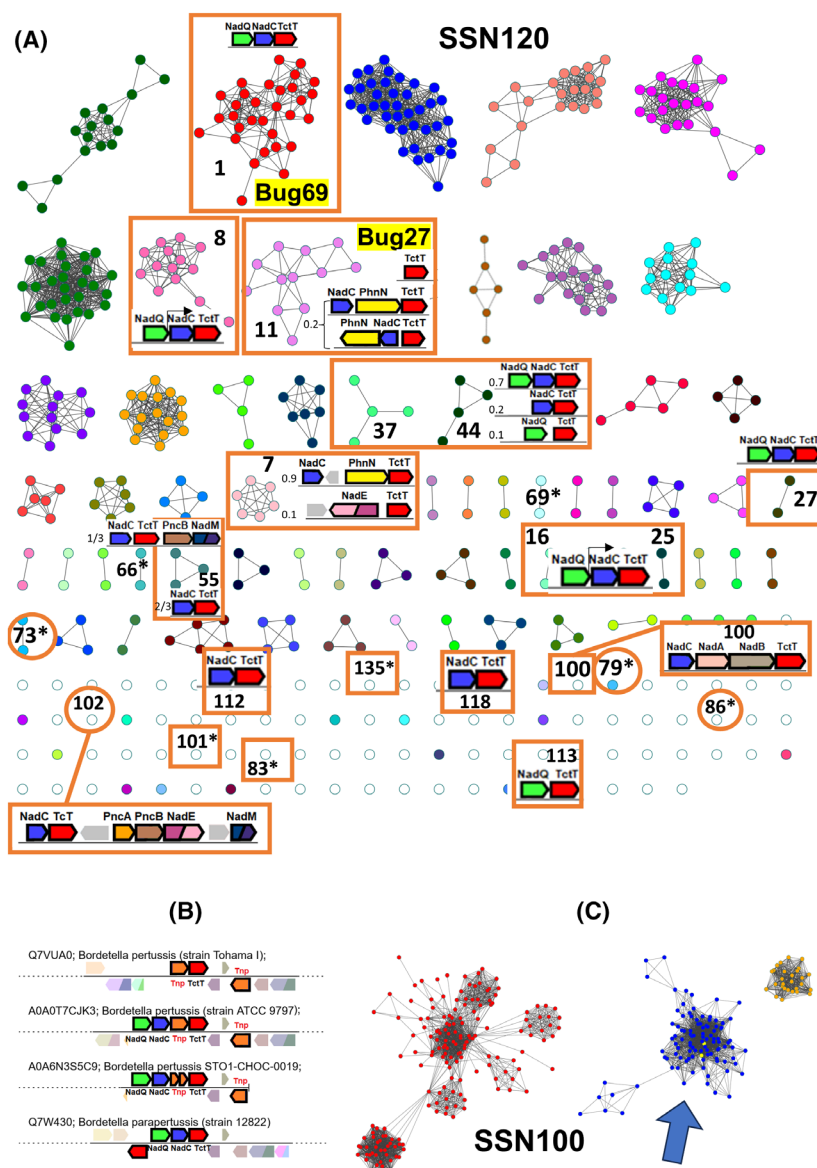 (A)
NadQ NadC TctT
SSN120
1
Bug69
8
NadQ NadC TctT
Bug27
TctT
NadC PhnN TctT
0.2
PhnN NadC TctT
11
37
44
NadQ NadC TctT
0.7
NadC TctT
0.2
NadQ TctT
0.1
7
NadC PhnN TctT
0.9
NadE TctT
0.1
69*
NadQ NadC TctT
27
NadC TctT PncB NadM
1/3
66*
55
NadC TctT
2/3
16
25
NadQ NadC TctT
73*
NadC TctT
112
135*
NadC TctT
118
100
79*
100
NadC NadA NadB TctT
102
101*
83*
86*
113
NadQ TctT
NadC TcT PncA PncB NadE NadM
(B)
Q7VUA0; Bordetella pertussis (strain Tohama I);
Tnp
Tnp TctT
A0A0T7CJK3; Bordetella pertussis (strain ATCC 9797);
Tnp
NadQ NadC Tnp TctT
A0A6N3S5C9; Bordetella pertussis STO1-CHOC-0019;
Tnp
NadQ NadC Tnp TctT
Q7W430; Bordetella parapertussis (strain 12822)
NadQ NadC TctT
(C)
SSN100